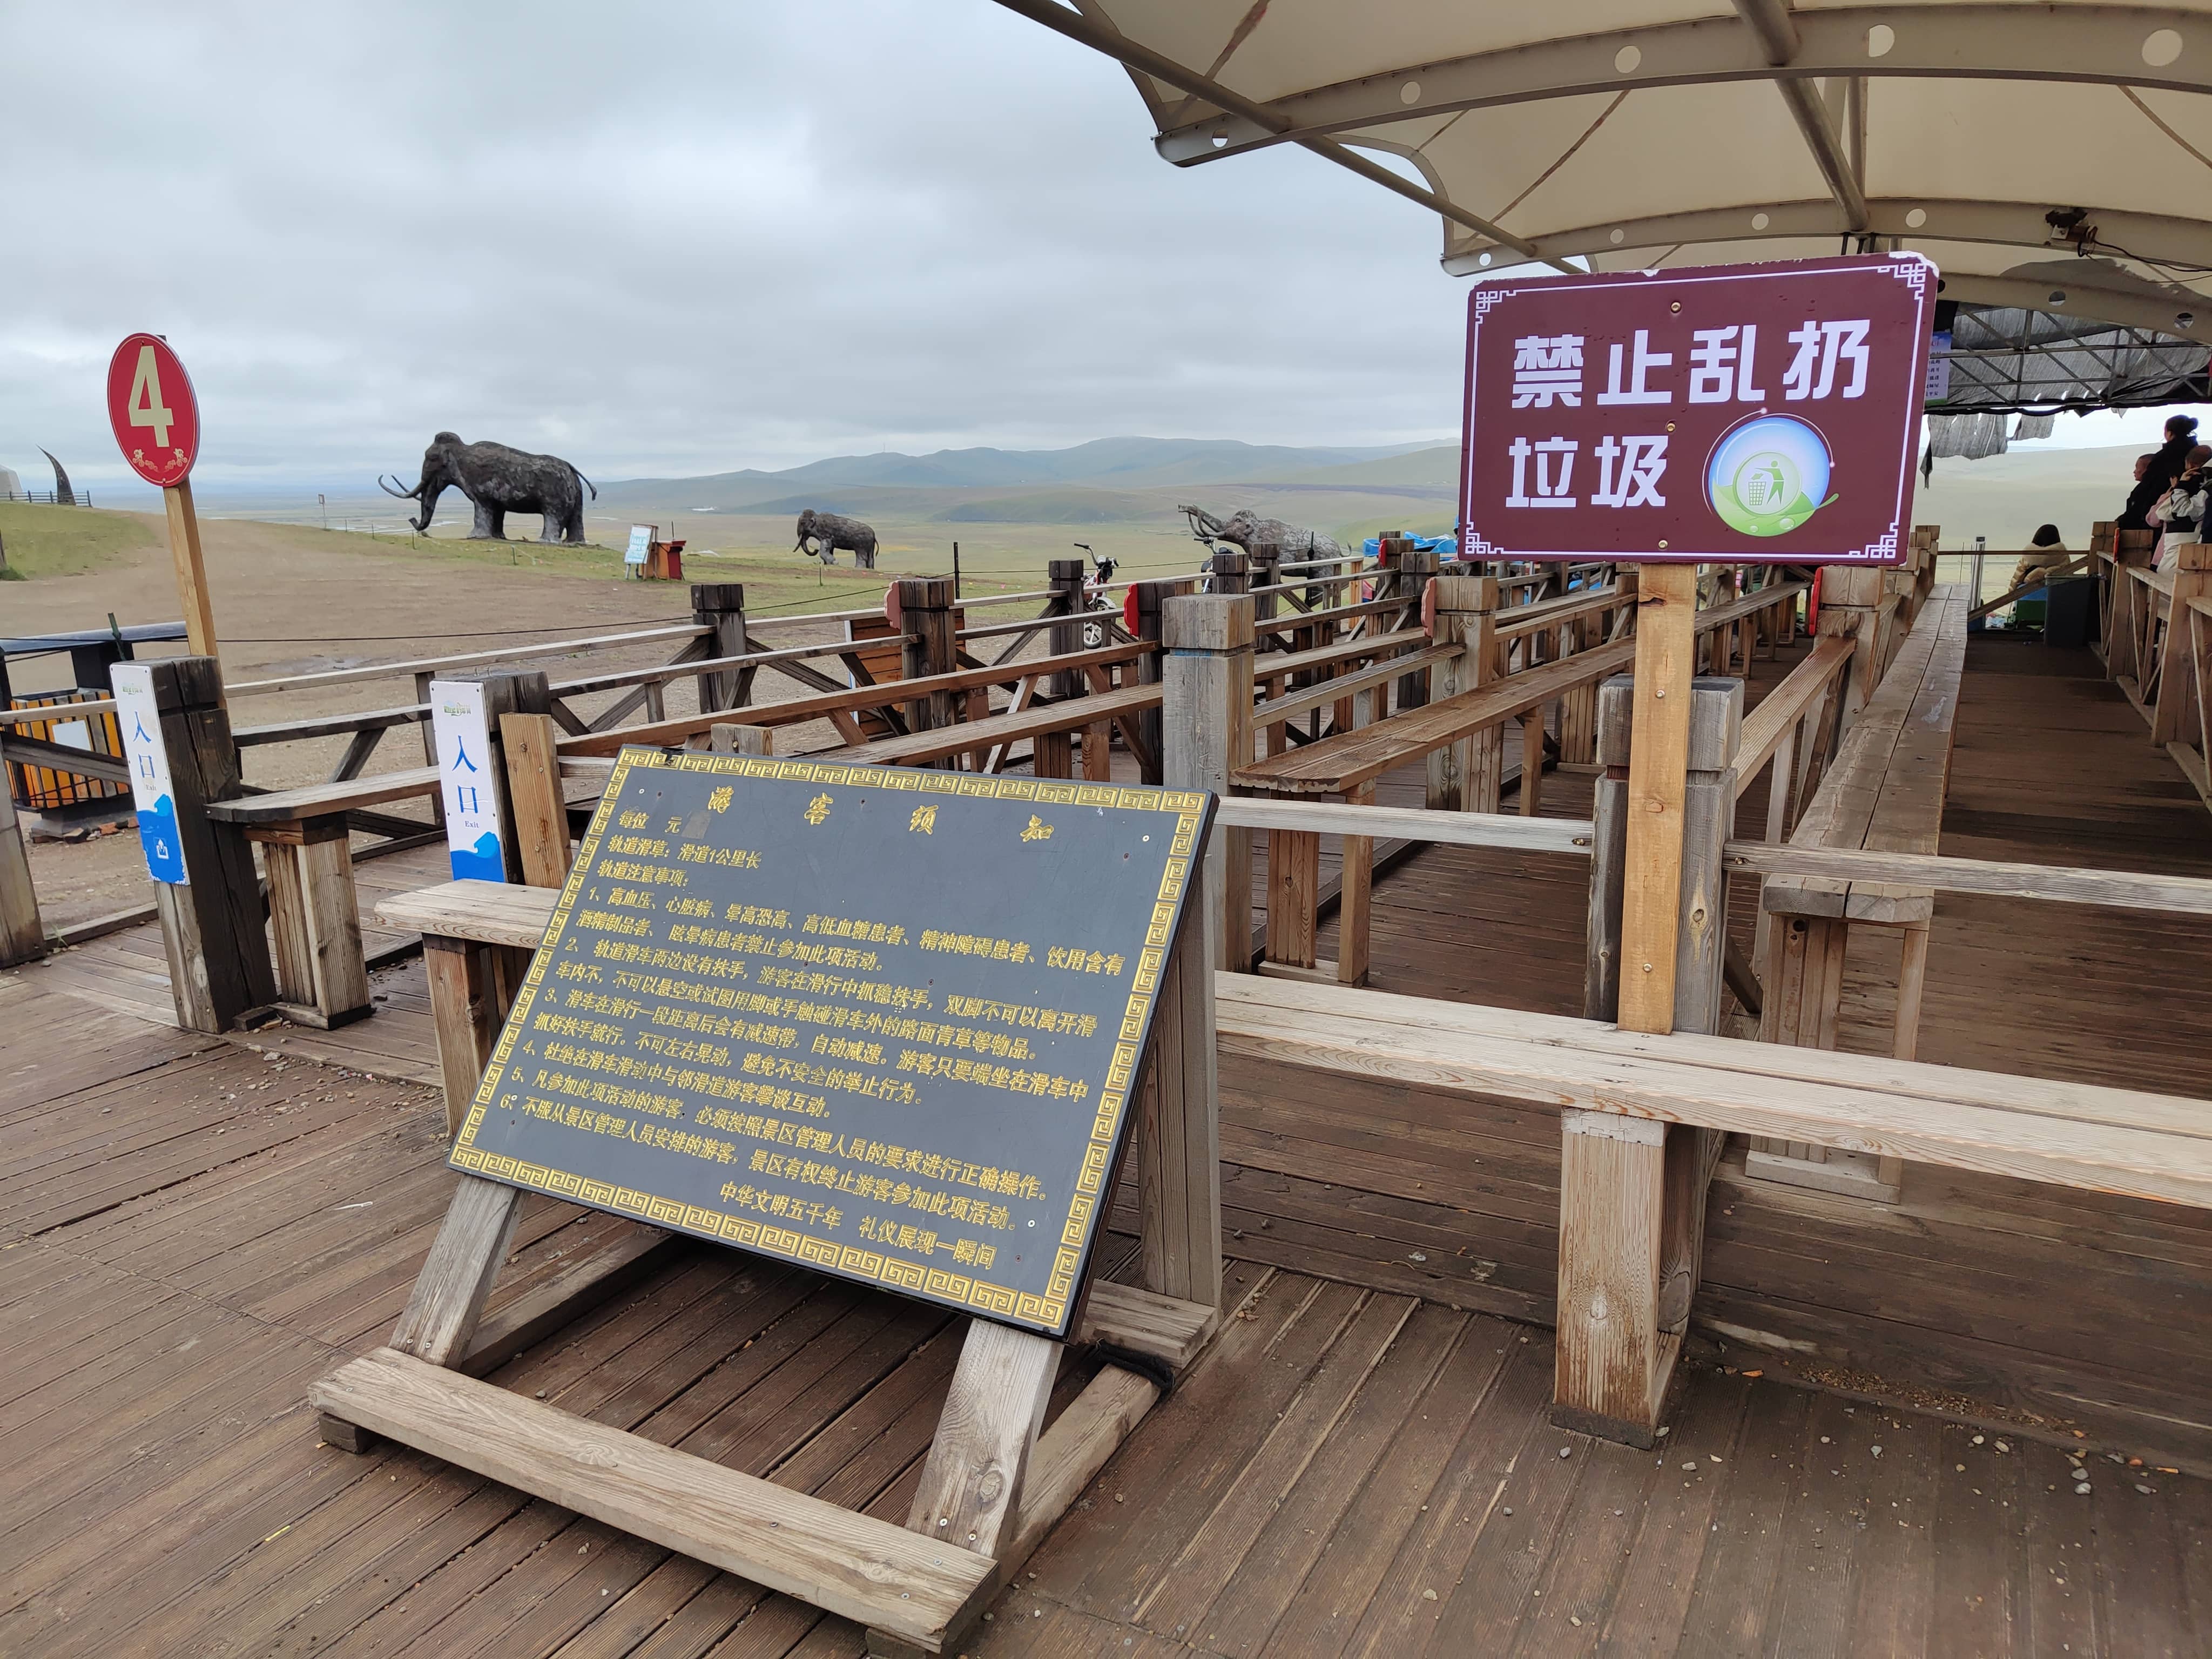 4
禁止乱扔
垃圾
入口
Exit
入口
Exit
游客须知
每位 元
轨道滑草：滑道1公里长
轨道注意事项：
1、高血压、心脏病、晕高恐高、高低血糖患者、精神障碍患者、饮用含有
酒精制品者、眩晕病患者禁止参加此项活动。
2、轨道滑车两边设有扶手，游客在滑行中抓稳扶手，双脚不可以离开滑
车内不，不可以悬空或试图用脚或手触碰滑车外的路面青草等物品。
3、滑车在滑行一段距离后会有减速带，自动减速。游客只要端坐在滑车中
抓好扶手就行。不可左右晃动，避免不安全的举止行为。
4、杜绝在滑车滑动中与邻滑道游客攀谈互动。
5、凡参加此项活动的游客 必须按照景区管理人员的要求进行正确操作。
6、不服从景区管理人员安排的游客，景区有权终止游客参加此项活动。
中华文明五千年 礼仪展现一瞬间